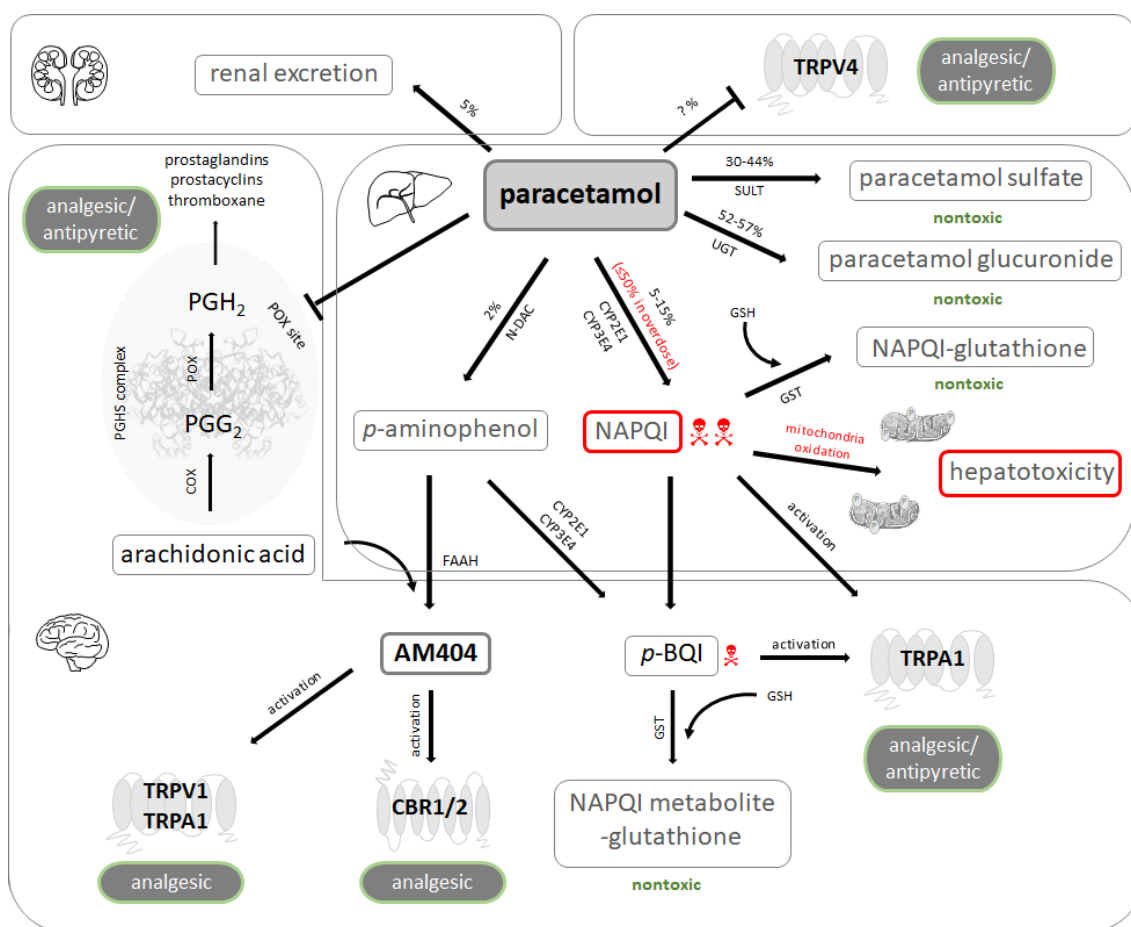 renal excretion
5%
TRPV4
analgesic/
antipyretic
? %
prostaglandins
prostacyclins
thromboxane
analgesic/
antipyretic
paracetamol
30-44%
SULT
paracetamol sulfate
nontoxic
52-57%
UGT
paracetamol glucuronide
nontoxic
PGH2
POX site
POX
PGHS complex
PGG2
COX
arachidonic acid
2%
N-DAC
5-15%
(≤50% in overdose)
CYP2E1
CYP3E4
GSH
GST
NAPQI-glutathione
nontoxic
p-aminophenol
NAPQI
mitochondria
oxidation
hepatotoxicity
FAAH
CYP2E1
CYP3E4
activation
AM404
p-BQI
activation
TRPA1
analgesic/
antipyretic
activation
activation
GST
GSH
TRPV1
TRPA1
analgesic
CBR1/2
analgesic
NAPQI metabolite
-glutathione
nontoxic